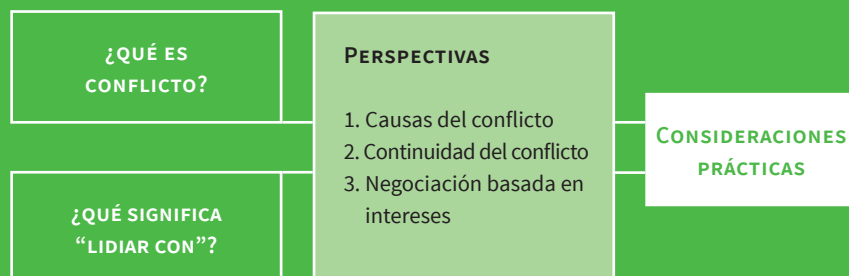 ¿QUÉ ES
CONFLICTO?
¿QUÉ SIGNIFICA
“LIDIAR CON”?
PERSPECTIVAS
1. Causas del conflicto
2. Continuidad del conflicto
3. Negociación basada en
intereses
CONSIDERACIONES
PRÁCTICAS